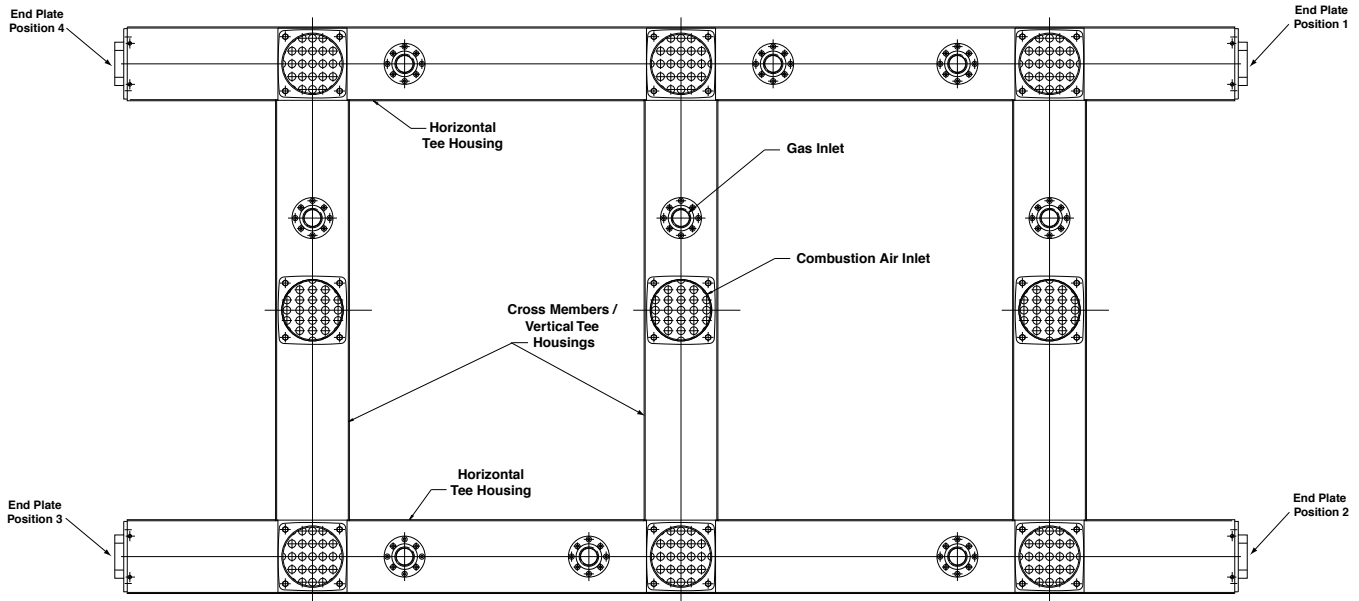 End Plate
Position 4
End Plate
Position 1
Horizontal
Tee Housing
Gas Inlet
Combustion Air Inlet
Cross Members /
Vertical Tee
Housings
Horizontal
Tee Housing
End Plate
Position 3
End Plate
Position 2